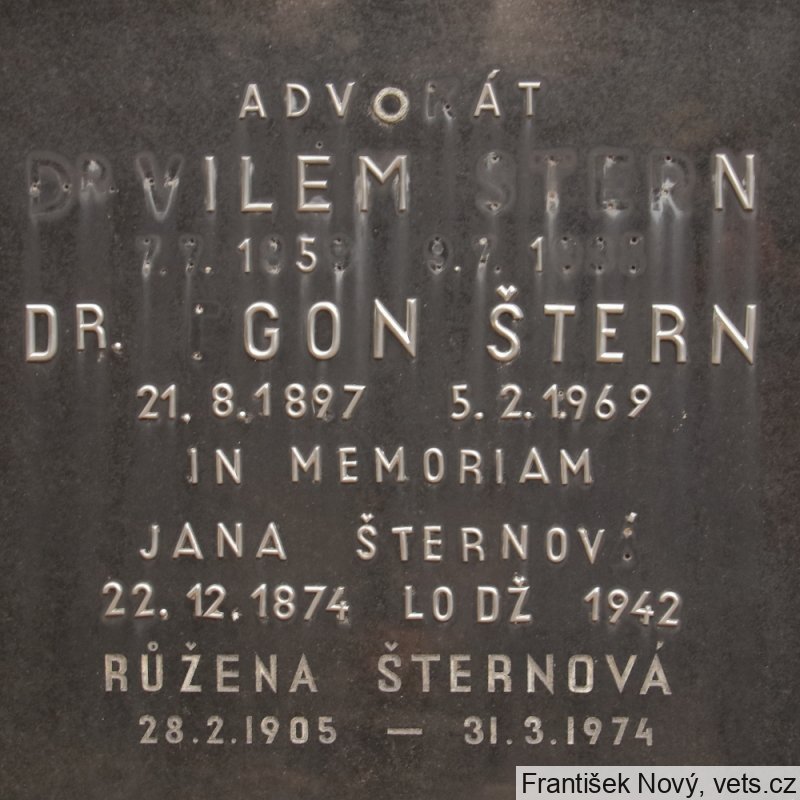 ADVOKÁT
DR VILÉM ŠTERN
DR. EGON ŠTERN
21. 8. 1897 5. 2. 1969
IN MEMORIAM
JANA ŠTERNOVÁ
22. 12. 1874 LODŽ 1942
RŮŽENA ŠTERNOVÁ
28. 2. 1905 — 31. 3. 1974
František Nový, vets.cz